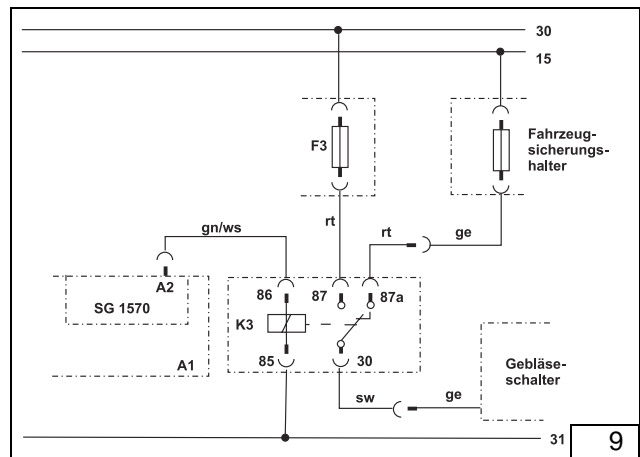 30
15
F3
Fahrzeug-
sicherungs-
halter
gn/ws
rt
rt
ge
A2
SG 1570
A1
86
87
87a
K3
85
30
Gebläse-
schalter
sw
ge
31
9